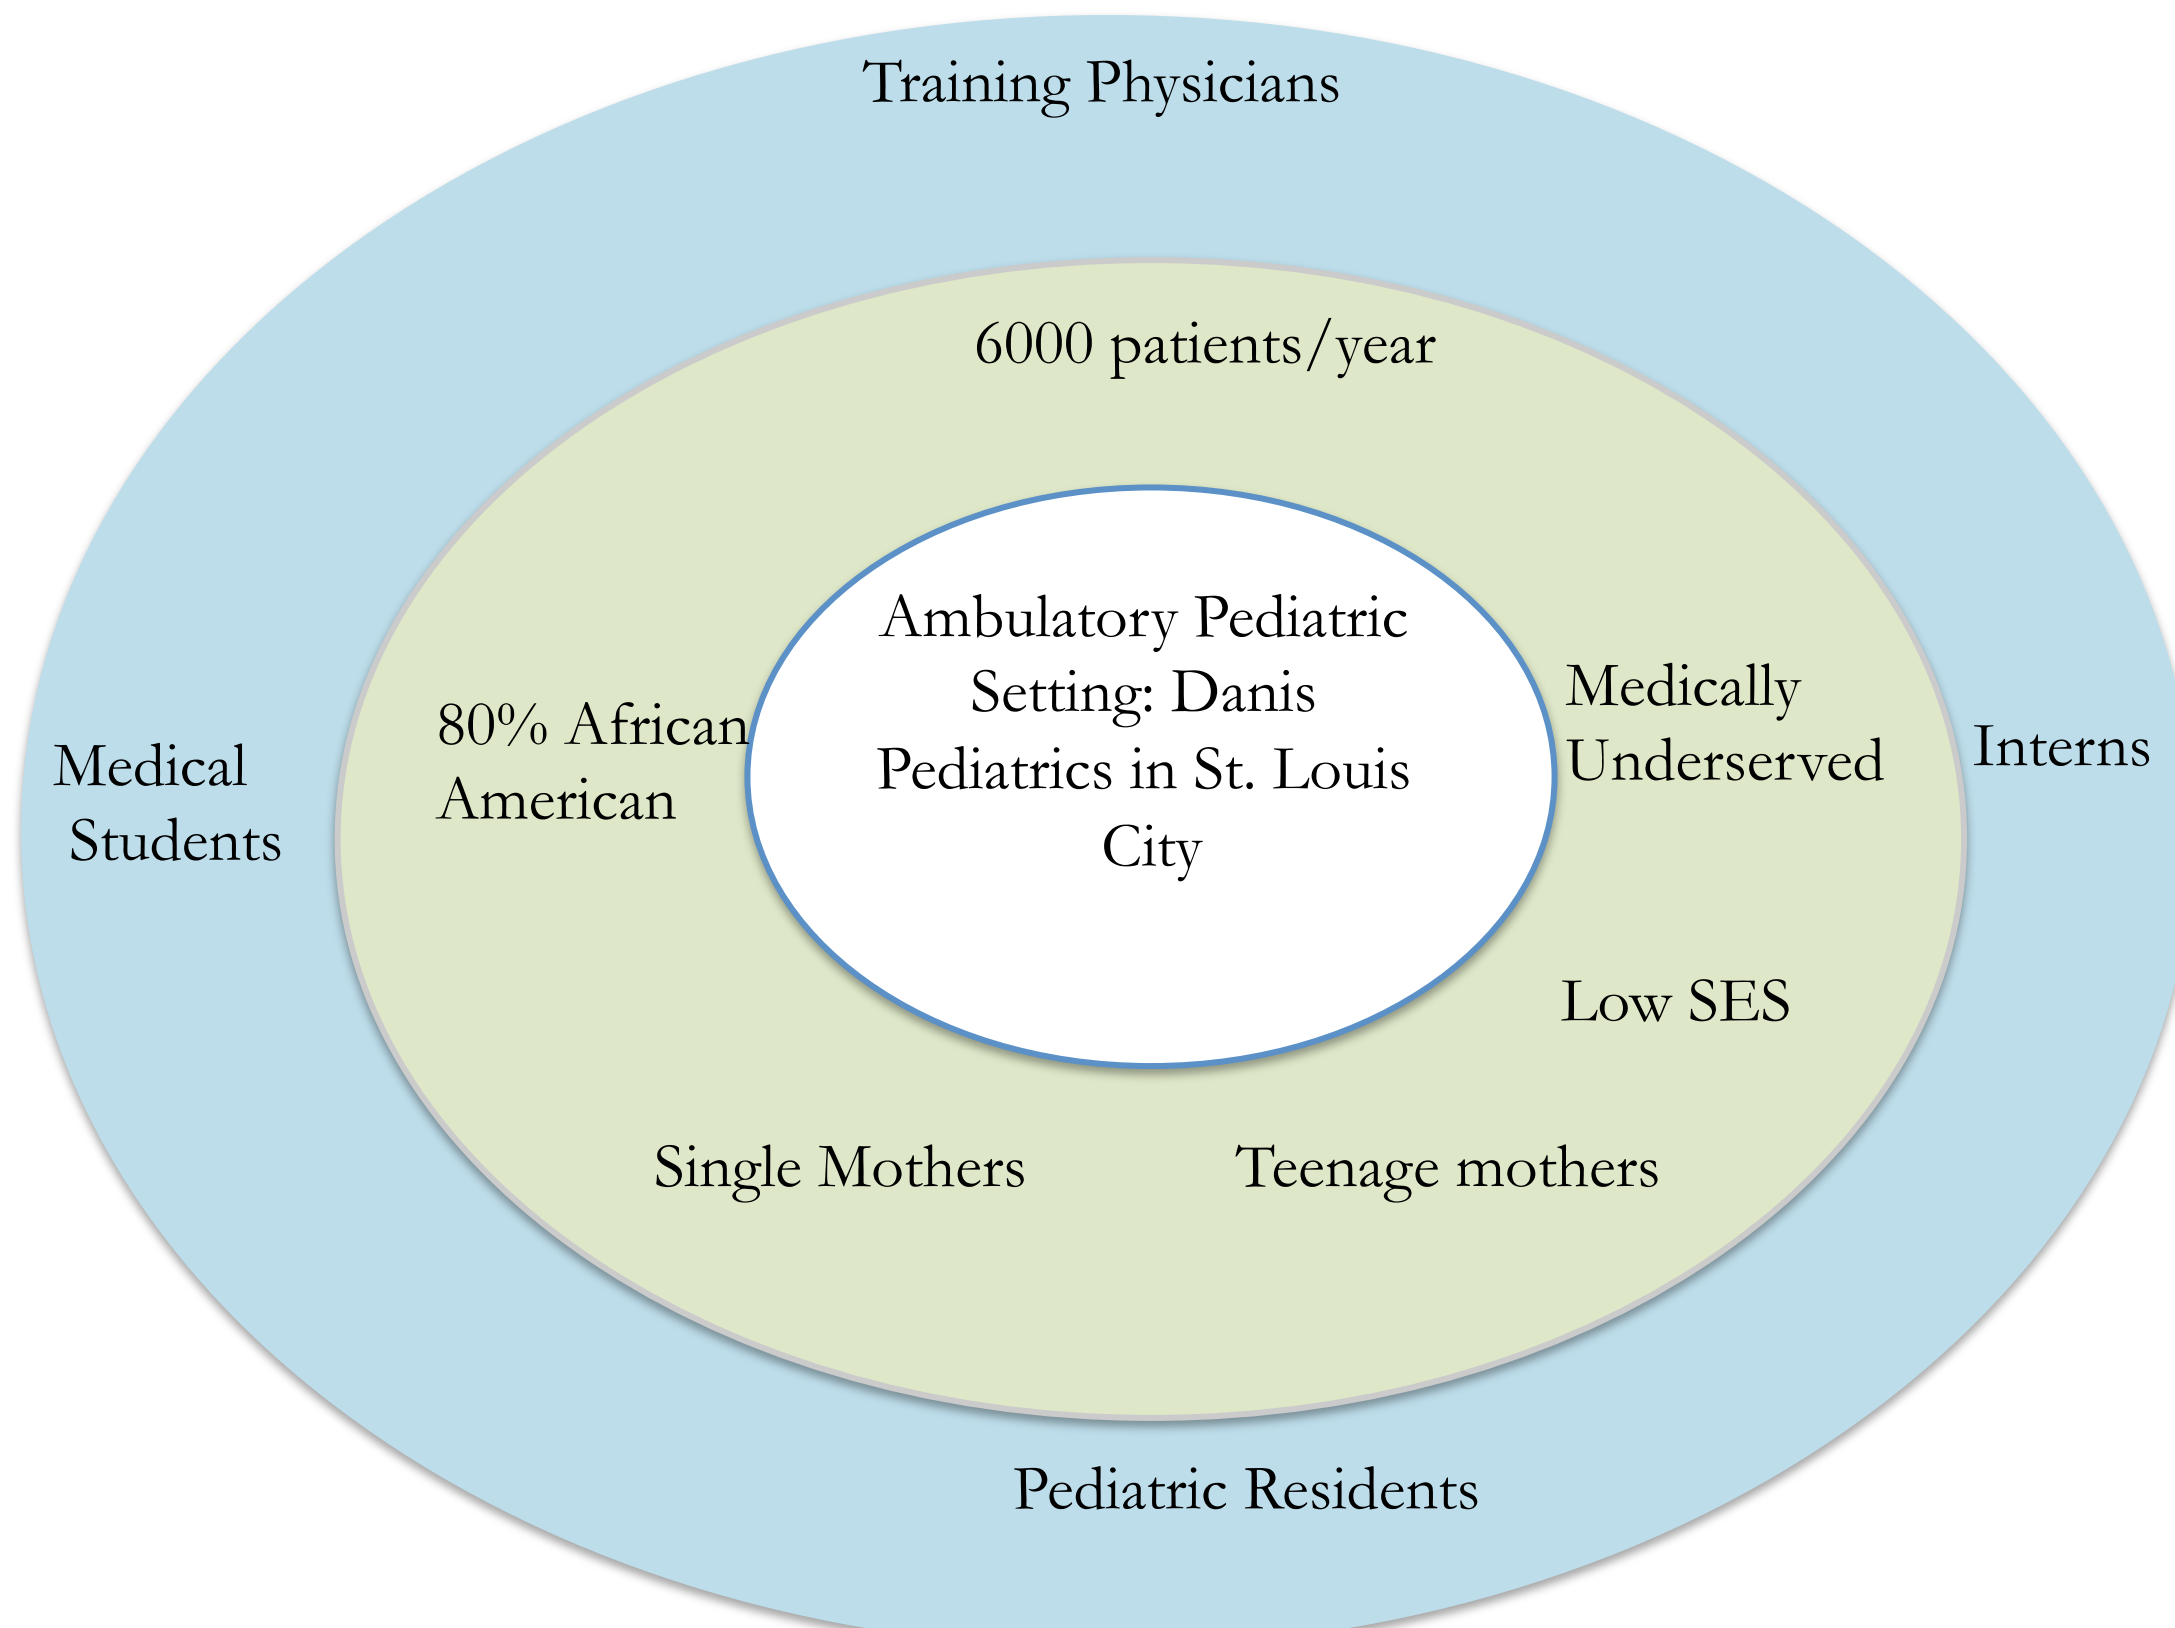 Training Physicians
6000 patients/year
Ambulatory Pediatric
Setting: Danis
Pediatrics in St. Louis
City
80% African
American
Medically
Underserved
Medical
Students
Interns
Low SES
Single Mothers
Teenage mothers
Pediatric Residents